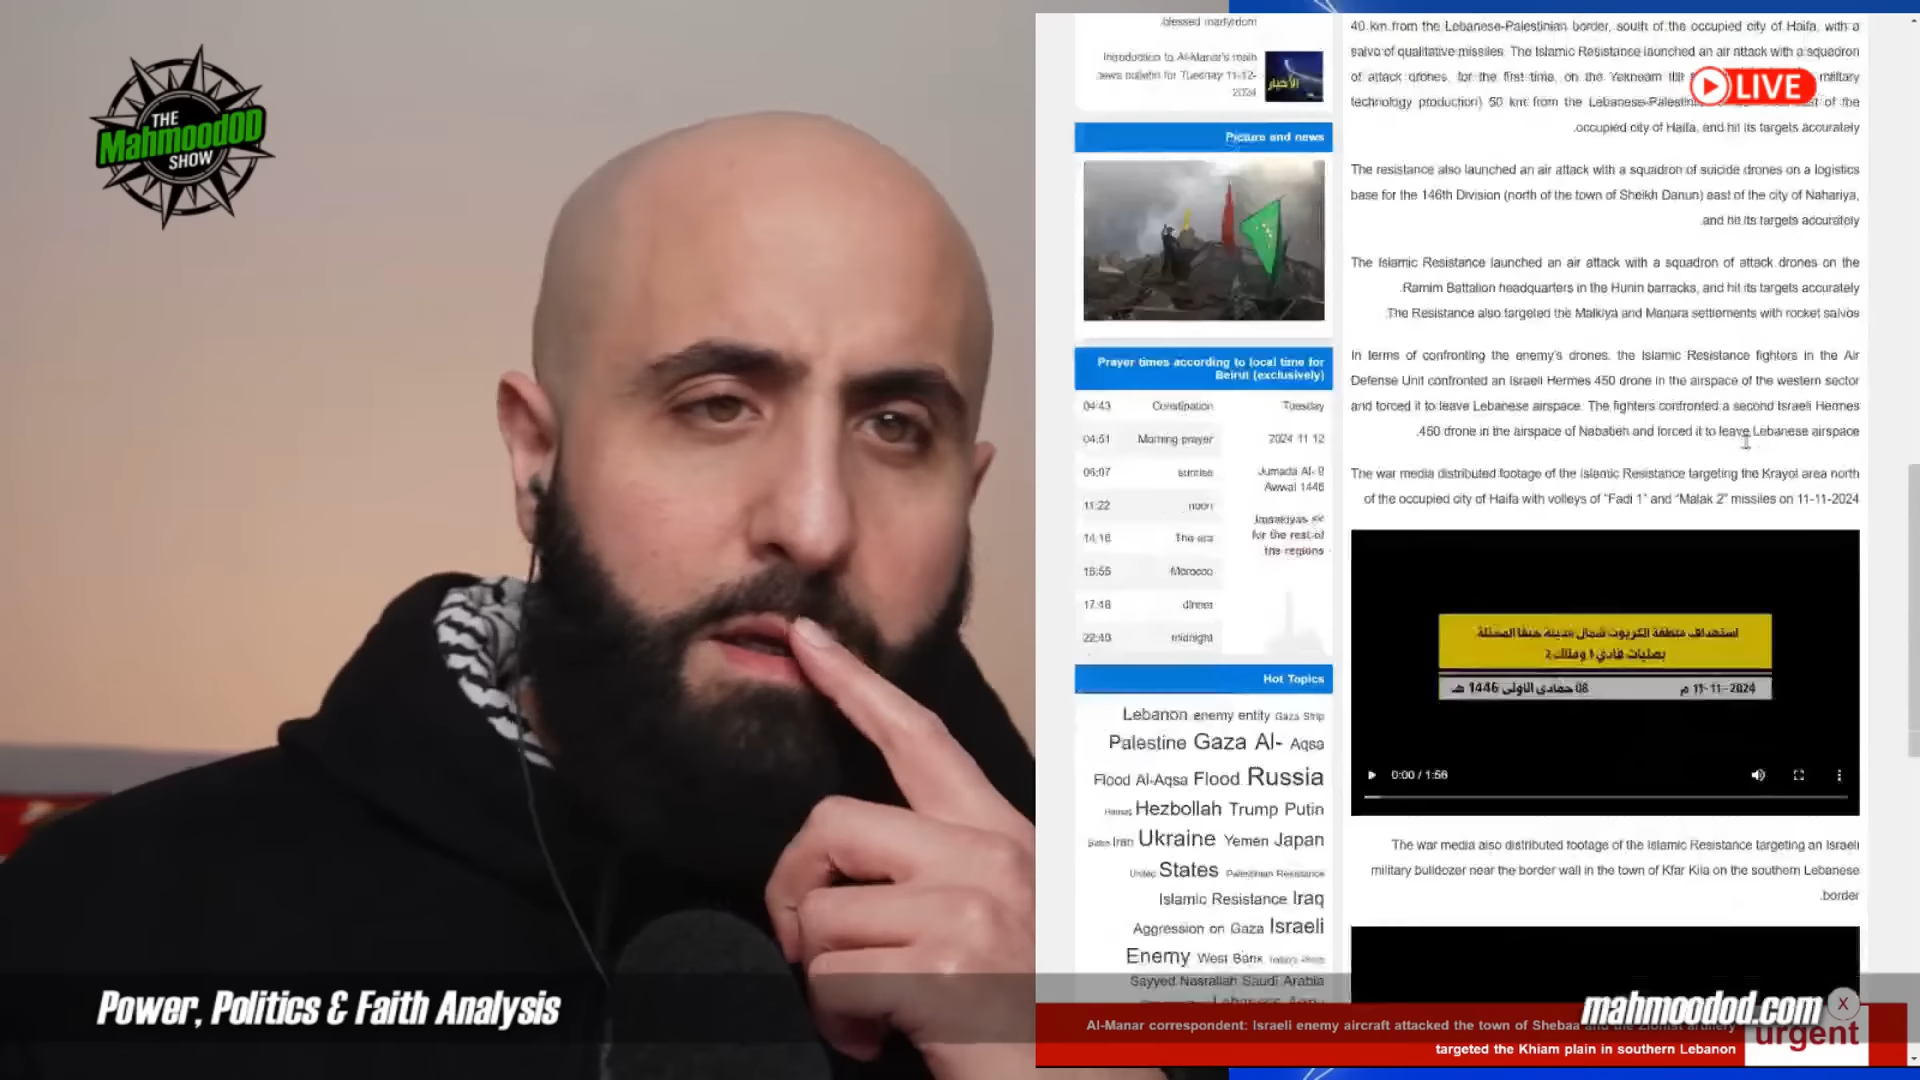 THE
MahmoodOD
SHOW
LIVE
blessed martyrdom
Introduction to Al-Manar's main
news bulletin for Tuesday 11-12-
2024
Picture and news
Prayer times according to local time for
Beirut (exclusively)
04:43 Constipation Tuesday
04:51 Morning prayer 2024 11 12
06:07 sunrise Jumada Al- 9
Awwal 1446
11:22 noon
Imsakiyas <<
for the rest of
the regions
14:16 The era
16:55 Morocco
17:48 dinner
22:40 midnight
Hot Topics
Lebanon enemy entity Gaza Strip
Palestine Gaza Al- Aqsa
Flood Al-Aqsa Flood Russia
Hamas Hezbollah Trump Putin
States Iran Ukraine Yemen Japan
United States Palestinian Resistance
Islamic Resistance Iraq
Aggression on Gaza Israeli
Enemy West Bank
Sayyed Nasrallah Saudi Arabia
40 km from the Lebanese-Palestinian border, south of the occupied city of Haifa, with a
salvo of qualitative missiles. The Islamic Resistance launched an air attack with a squadron
of attack drones, for the first time, on the Yekneam military
technology production) 50 km from the of the
.occupied city of Haifa, and hit its targets accurately
The resistance also launched an air attack with a squadron of suicide drones on a logistics
base for the 146th Division (north of the town of Sheikh Danun) east of the city of Nahariya,
.and hit its targets accurately
The Islamic Resistance launched an air attack with a squadron of attack drones on the
.Ramim Battalion headquarters in the Hunin barracks, and hit its targets accurately
.The Resistance also targeted the Malkiya and Manara settlements with rocket salvos
In terms of confronting the enemy's drones, the Islamic Resistance fighters in the Air
Defense Unit confronted an Israeli Hermes 450 drone in the airspace of the western sector
and forced it to leave Lebanese airspace. The fighters confronted a second Israeli Hermes
.450 drone in the airspace of Nabatieh and forced it to leave Lebanese airspace
The war media distributed footage of the Islamic Resistance targeting the Krayot area north
of the occupied city of Haifa with volleys of "Fadi 1" and "Malak 2" missiles on 11-11-2024
استهداف منطقة الكريوت شمال مدينة حيفا المحتلة
بصليات فادي 1 وملاك 2
11-11-2024 م 08 جمادى الأولى 1446 هـ
0:00 / 1:56
The war media also distributed footage of the Islamic Resistance targeting an Israeli
military bulldozer near the border wall in the town of Kfar Kila on the southern Lebanese
.border
Power, Politics & Faith Analysis
mahmoodod.com
X
Al-Manar correspondent: Israeli enemy aircraft attacked the town of Shebaa and the Zionist artillery
targeted the Khiam plain in southern Lebanon
urgent